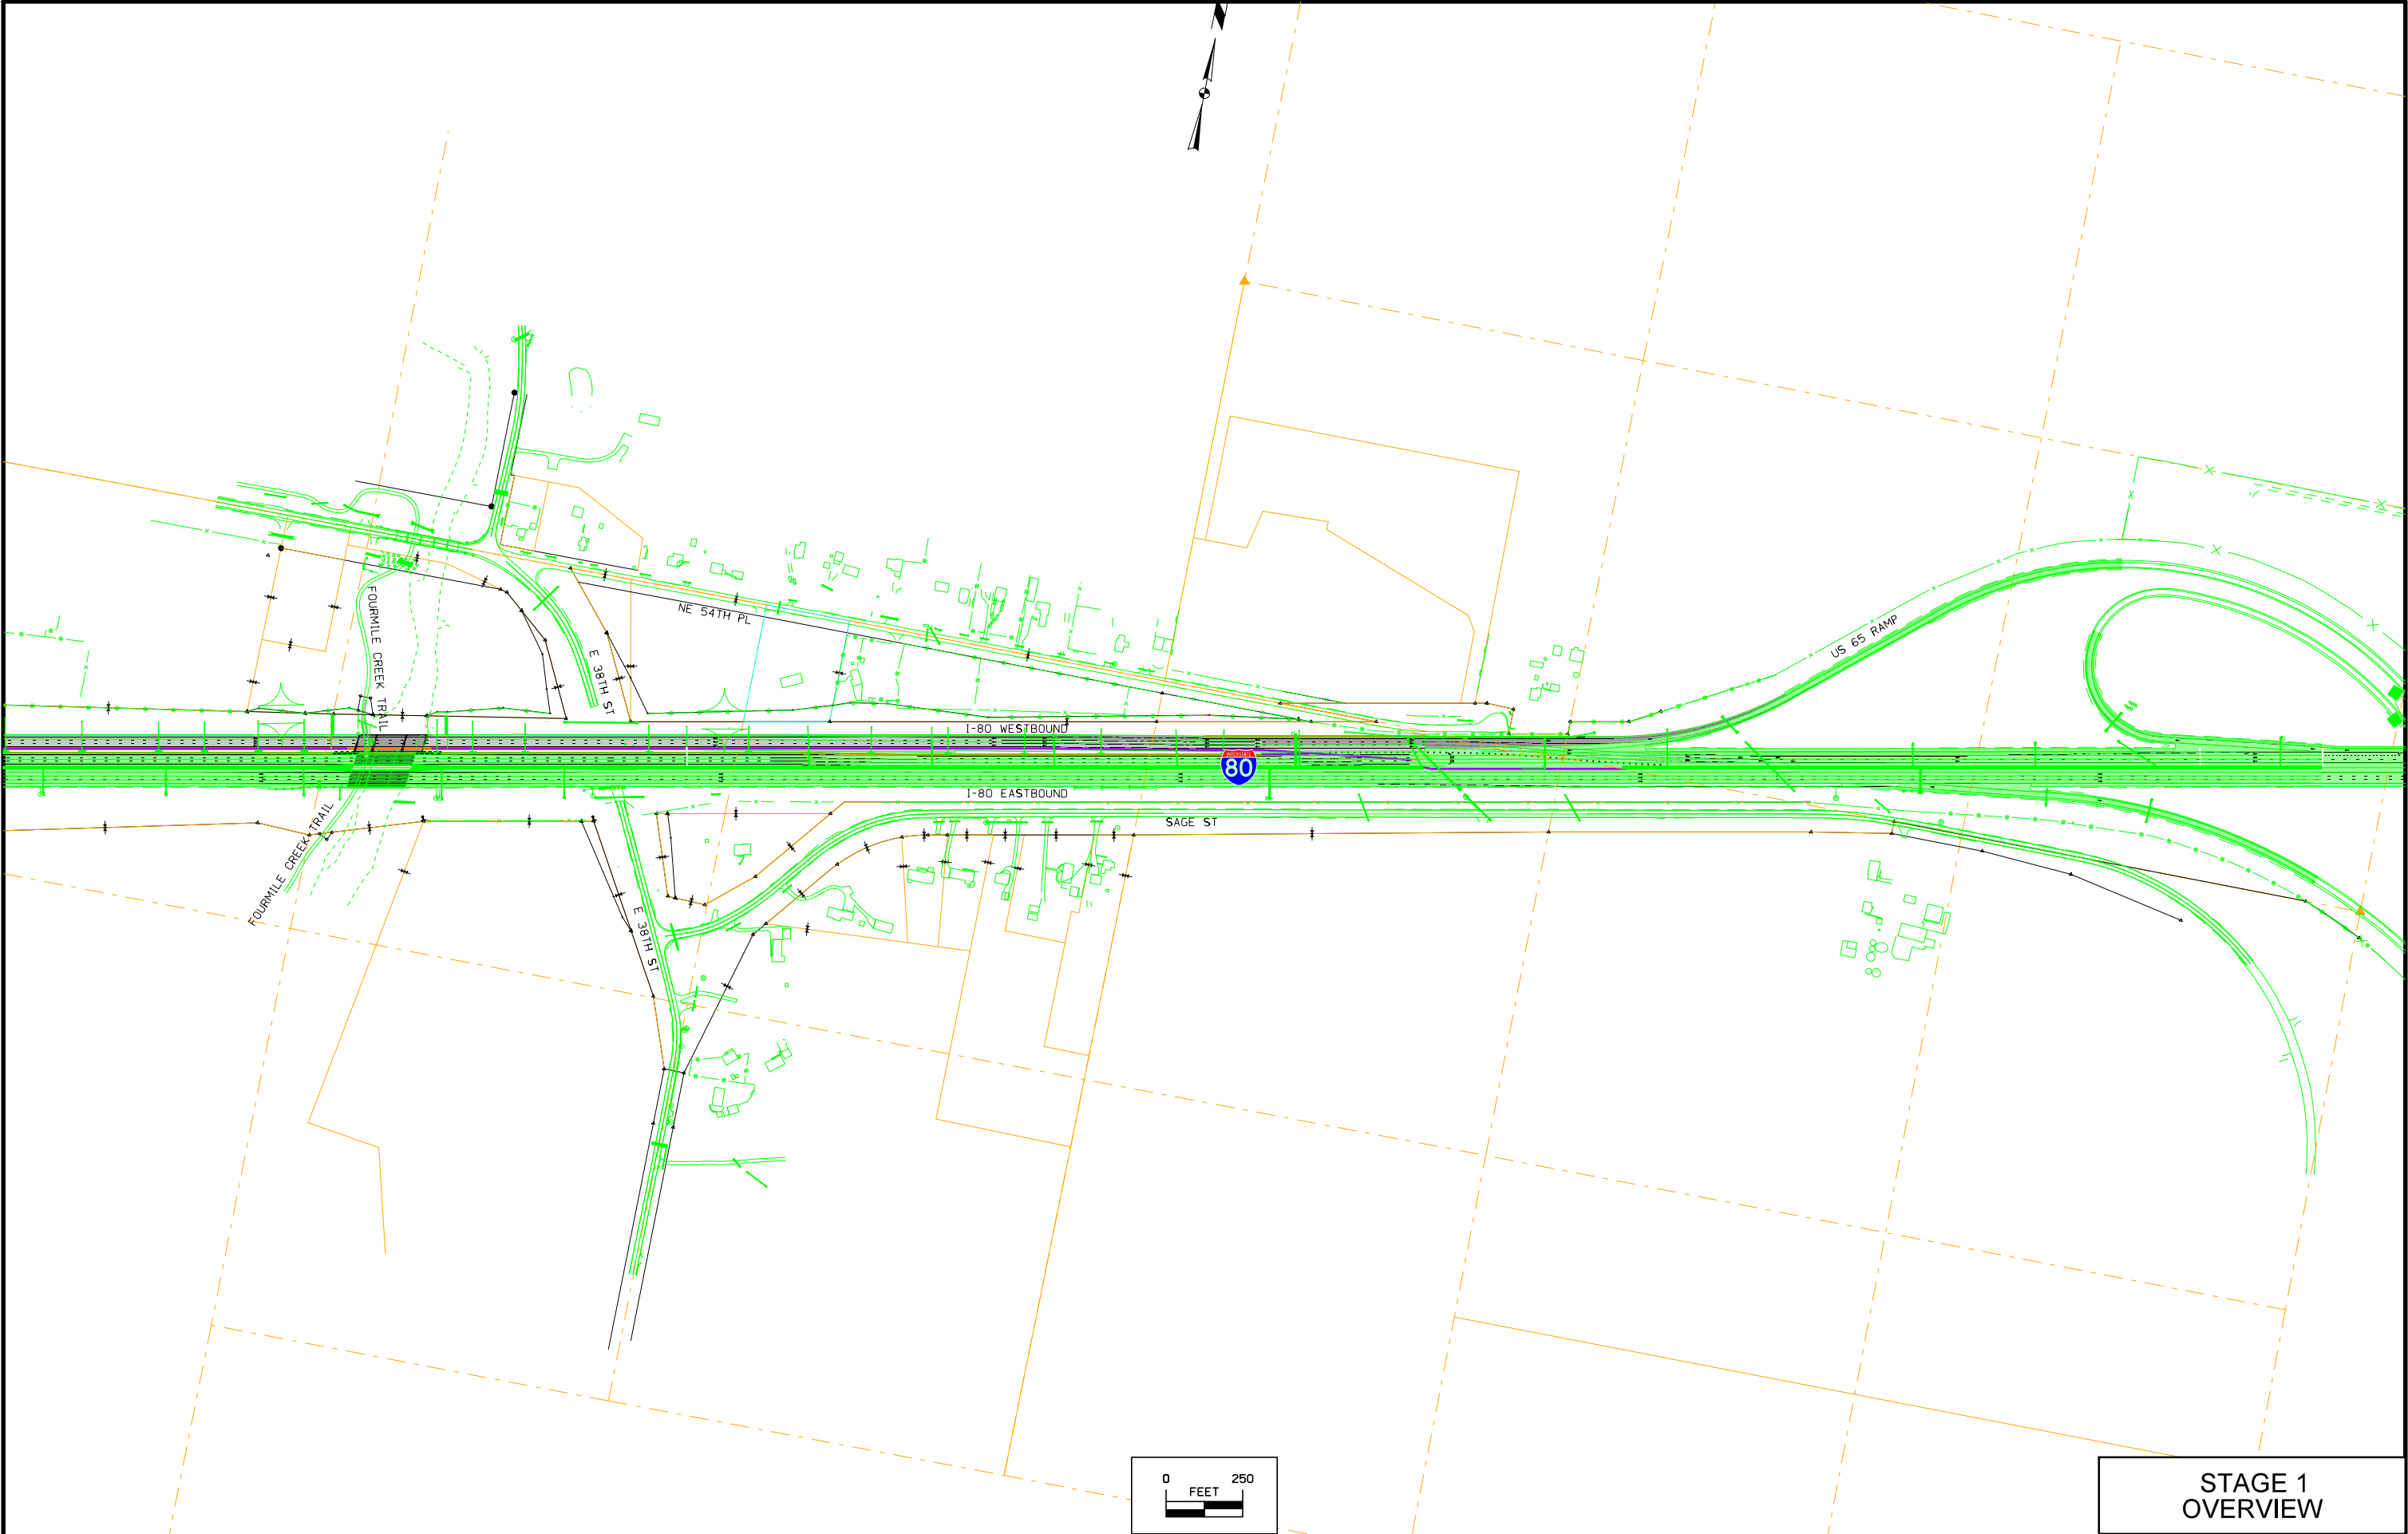 FOURMILE CREEK TRAIL
NE 54TH PL
E 38TH ST
US 65 RAMP
I-80 WESTBOUND
80
I-80 EASTBOUND
SAGE ST
FOURMILE CREEK TRAIL
E 38TH ST
0 250
FEET
STAGE 1
OVERVIEW